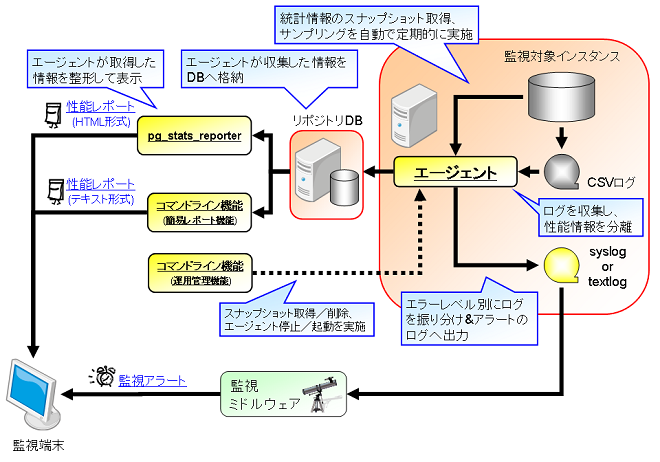 統計情報のスナップショット取得、
サンプリングを自動で定期的に実施
エージェントが取得した
情報を整形して表示
エージェントが収集した情報を
DBへ格納
監視対象インスタンス
リポジトリDB
性能レポート
(HTML形式)
pg_stats_reporter
エージェント
CSVログ
性能レポート
(テキスト形式)
コマンドライン機能
(簡易レポート機能)
ログを収集し、
性能情報を分離
コマンドライン機能
(運用管理機能)
syslog
or
textlog
スナップショット取得／削除、
エージェント停止／起動を実施
エラーレベル別にログ
を振り分け&アラートの
ログへ出力
監視アラート
監視
ミドルウェア
監視端末